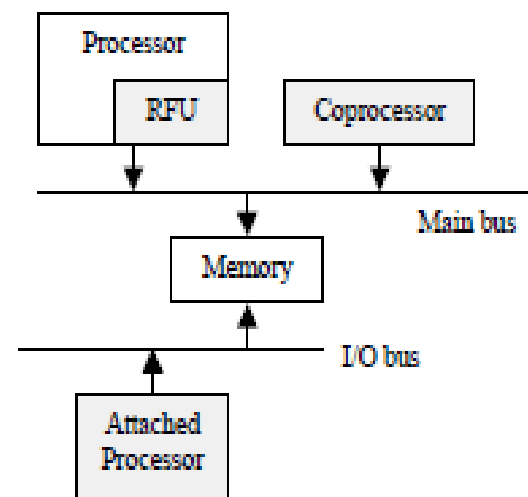 Processor
RFU
Coprocessor
Main bus
Memory
I/O bus
Attached
Processor